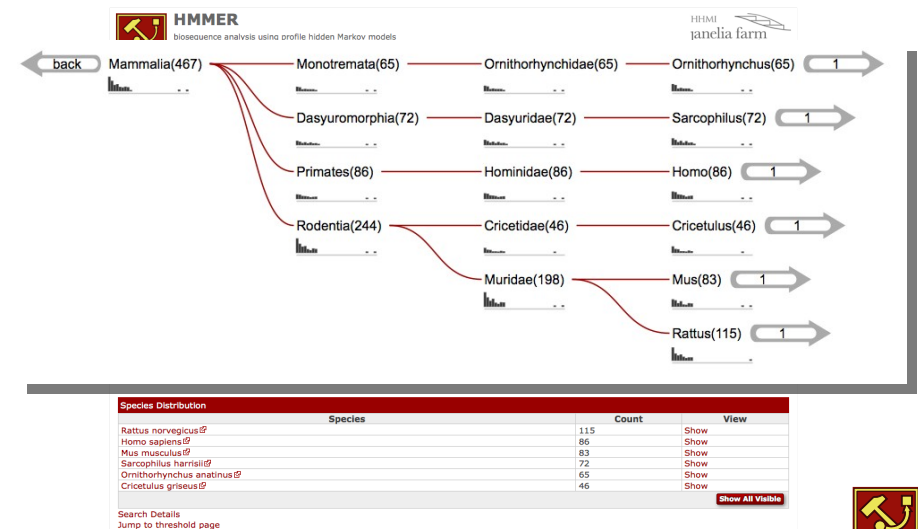 HMMER
HHMI
janelia farm
biosequence analysis using profile hidden Markov models
back Mammalia(467) Monotremata(65) Ornithorhynchidae(65) Ornithorhynchus(65) 1
Dasyuromorphia(72) Dasyuridae(72) Sarcophilus(72) 1
Primates(86) Hominidae(86) Homo(86) 1
Rodentia(244) Cricetidae(46) Cricetulus(46) 1
Muridae(198) Mus(83) 1
Rattus(115) 1
Species Distribution
Species Count View
Rattus norvegicus 115 Show
Homo sapiens 86 Show
Mus musculus 83 Show
Sarcophilus harrisii 72 Show
Ornithorhynchus anatinus 65 Show
Cricetulus griseus 46 Show
Show All Visible
Search Details
Jump to threshold page